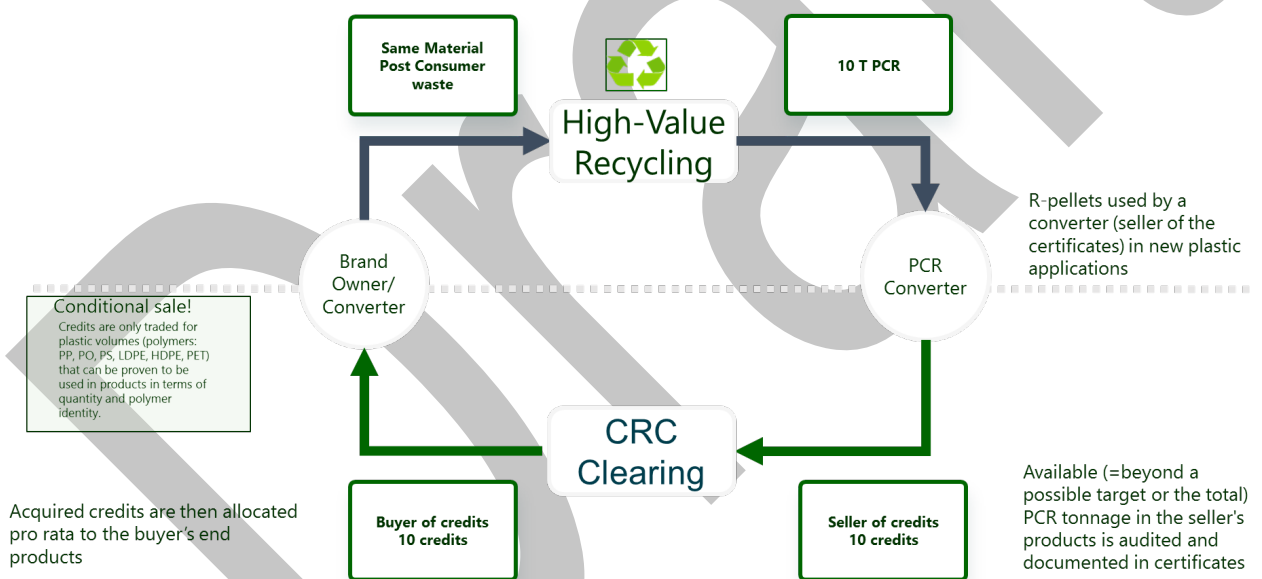 Same Material
Post Consumer
waste
10 T PCR
High-Value
Recycling
R-pellets used by a
converter (seller of the
certificates) in new plastic
applications
Brand
Owner/
Converter
PCR
Converter
Conditional sale!
Credits are only traded for
plastic volumes (polymers:
PP, PO, PS, LDPE, HDPE, PET)
that can be proven to be
used in products in terms of
quantity and polymer
identity.
CRC
Clearing
Acquired credits are then allocated
pro rata to the buyer’s end
products
Buyer of credits
10 credits
Seller of credits
10 credits
Available (=beyond a
possible target or the total)
PCR tonnage in the seller's
products is audited and
documented in certificates